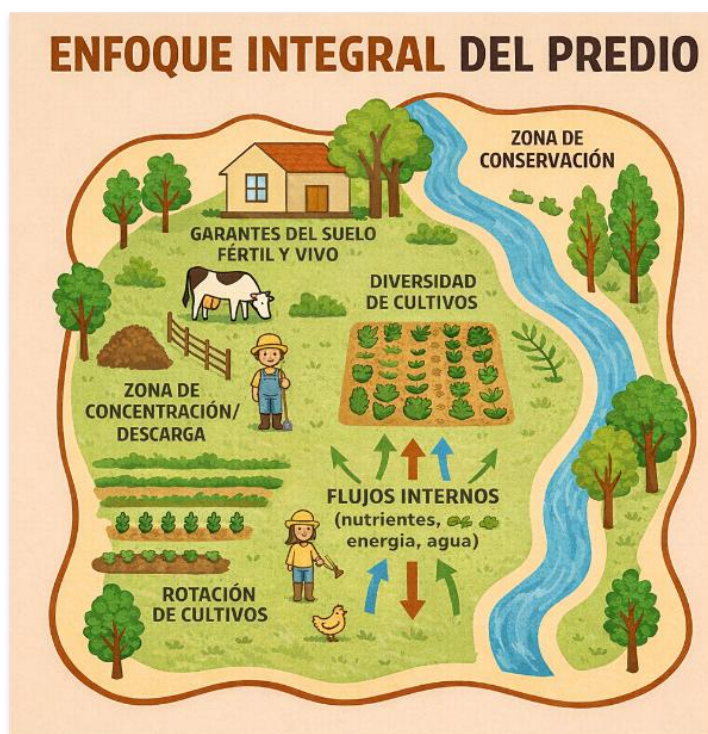 ENFOQUE INTEGRAL DEL PREDIO
ZONA DE
CONSERVACIÓN
GARANTES DEL SUELO
FÉRTIL Y VIVO
DIVERSIDAD
DE CULTIVOS
ZONA DE
CONCENTRACIÓN/
DESCARGA
FLUJOS INTERNOS
(nutrientes,
energia, agua)
ROTACIÓN
DE CULTIVOS